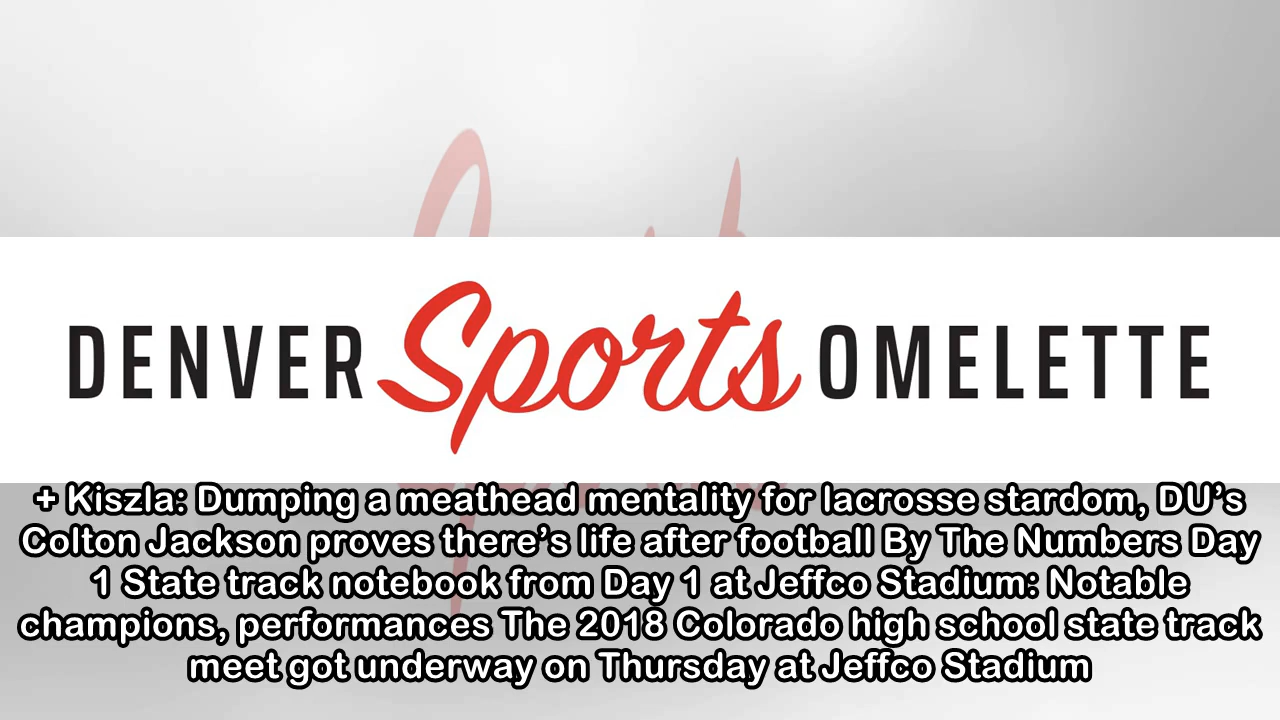 DENVER Sports OMELETTE
+ Kiszla: Dumping a meathead mentality for lacrosse stardom, DU’s
Colton Jackson proves there’s life after football By The Numbers Day
1 State track notebook from Day 1 at Jeffco Stadium: Notable
champions, performances The 2018 Colorado high school state track
meet got underway on Thursday at Jeffco Stadium